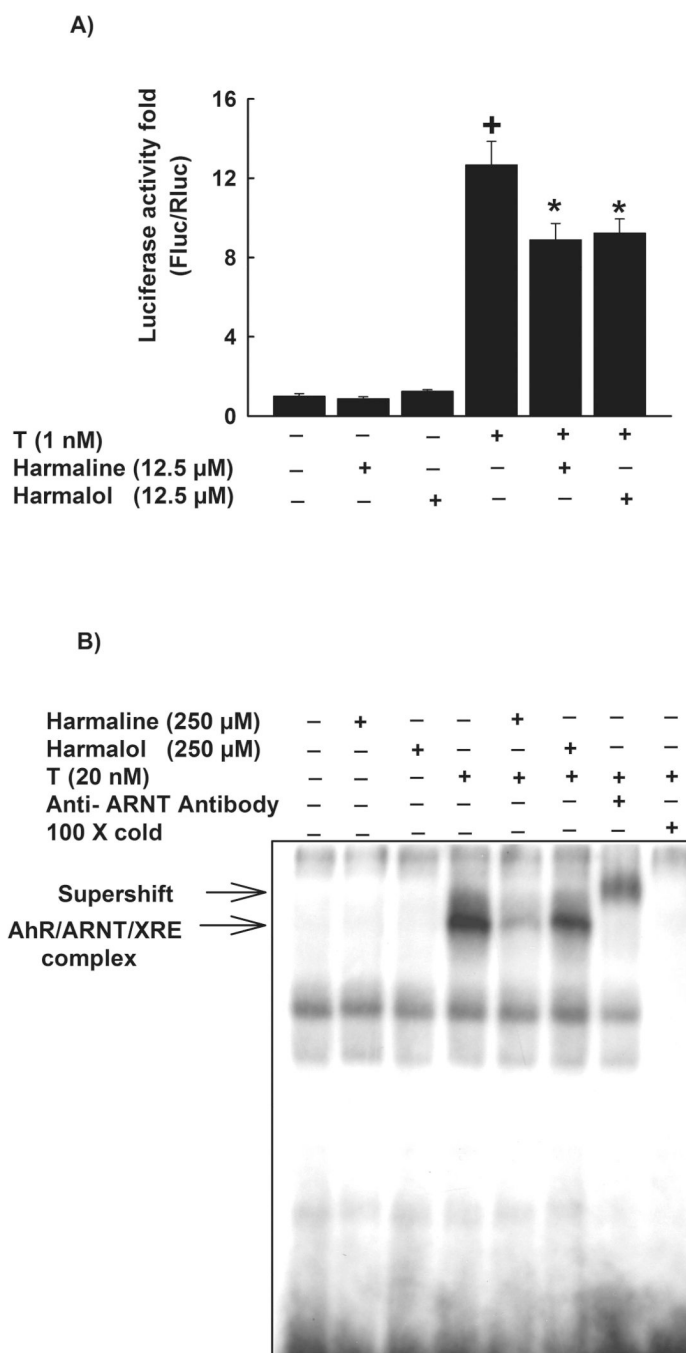 A)
Luciferase activity fold
(Fluc/Rluc)
16
12
8
4
0
+
*
*
T (1 nM) – – – + + +
Harmaline (12.5 µM) – + – – + –
Harmalol (12.5 µM) – – + – – +
B)
Harmaline (250 µM) – + – – + – – –
Harmalol (250 µM) – – + – – + – –
T (20 nM) – – – + + + + +
Anti- ARNT Antibody – – – – – – + –
100 X cold – – – – – – – +
Supershift
AhR/ARNT/XRE
complex